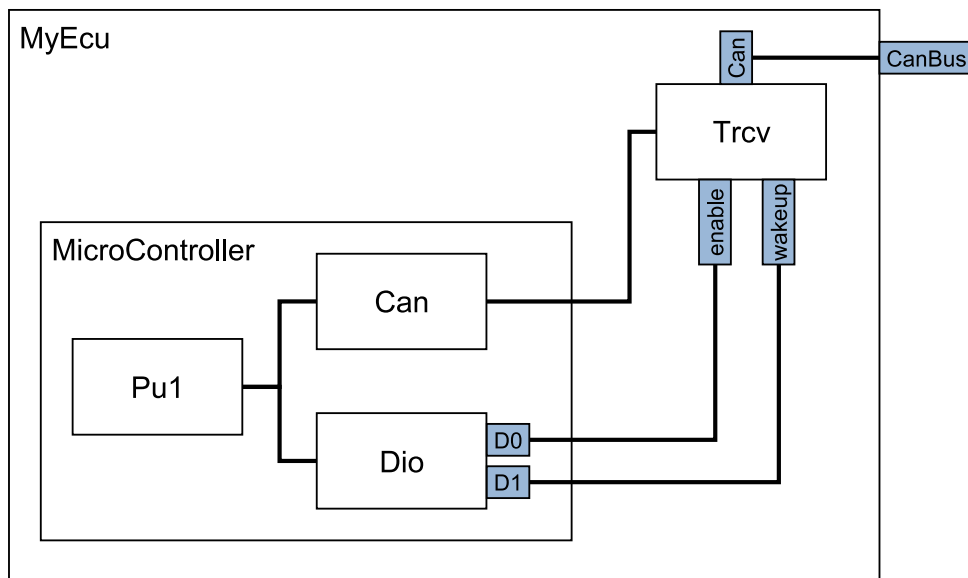 MyEcu
Can
CanBus
Trcv
enable
wakeup
MicroController
Can
Pu1
Dio
D0
D1